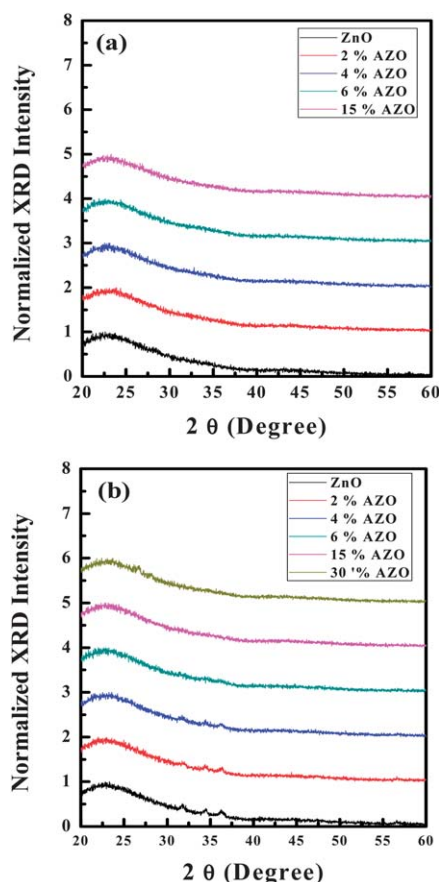 (a)
ZnO
2 % AZO
4 % AZO
6 % AZO
15 % AZO
Normalized XRD Intensity
8
7
6
5
4
3
2
1
0
20 25 30 35 40 45 50 55 60
2 θ (Degree)
(b)
ZnO
2 % AZO
4 % AZO
6 % AZO
15 % AZO
30 '% AZO
Normalized XRD Intensity
8
7
6
5
4
3
2
1
0
20 25 30 35 40 45 50 55 60
2 θ (Degree)